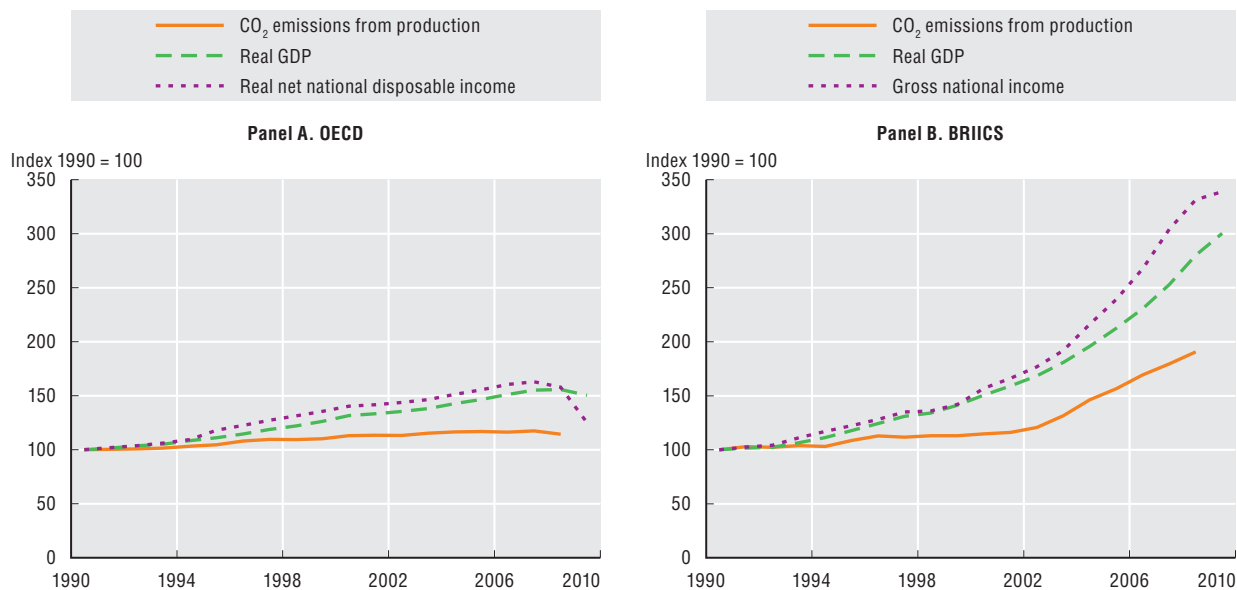 CO₂ emissions from production
Real GDP
Real net national disposable income
Panel A. OECD
Index 1990 = 100
350
300
250
200
150
100
50
0
1990 1994 1998 2002 2006 2010
CO₂ emissions from production
Real GDP
Gross national income
Panel B. BRIICS
Index 1990 = 100
350
300
250
200
150
100
50
0
1990 1994 1998 2002 2006 2010